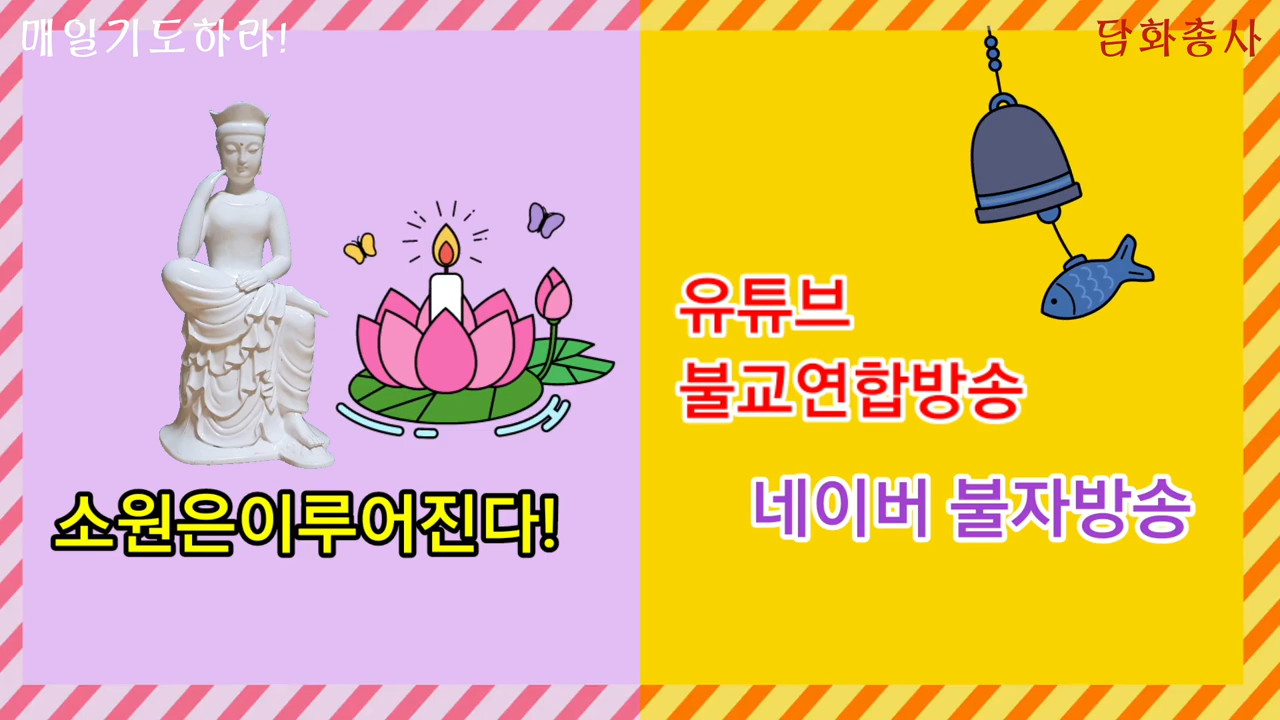 매일기도하라!
담화총사
유튜브
불교연합방송
네이버 불자방송
소원은이루어진다!